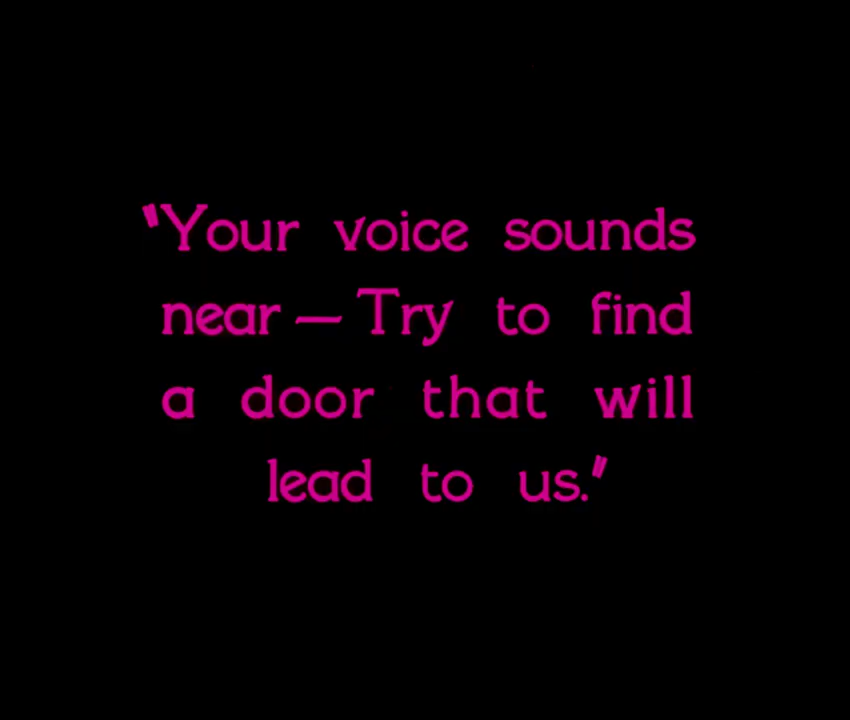 "Your voice sounds
near — Try to find
a door that will
lead to us."